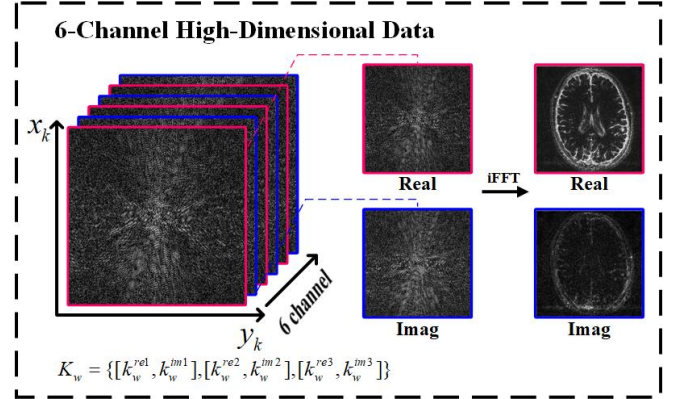 6-Channel High-Dimensional Data
x_k
y_k
6 channel
Real
Imag
iFFT
Real
Imag
K_w = {[k_w^{re1}, k_w^{im1}],[k_w^{re2}, k_w^{im2}],[k_w^{re3}, k_w^{im3}]}